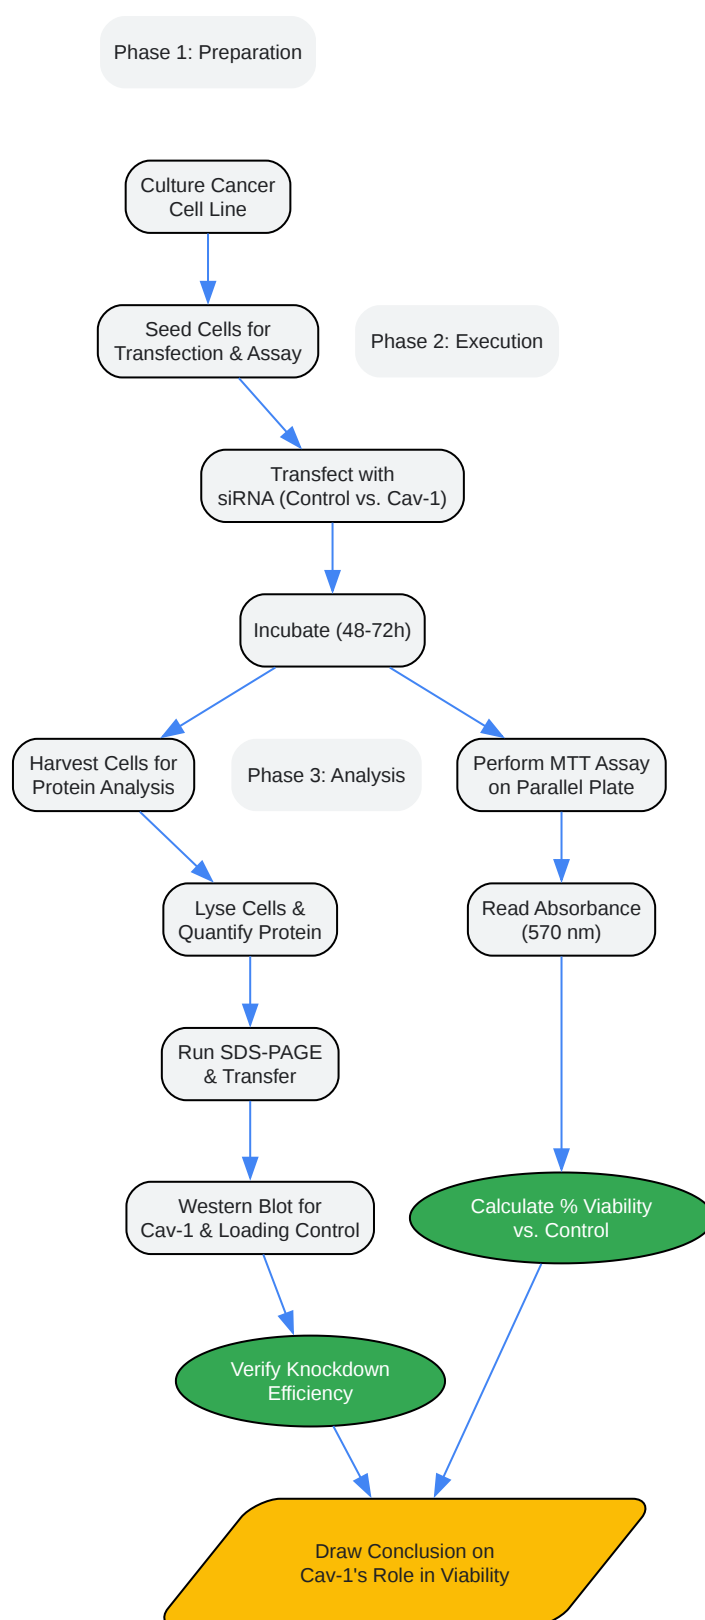 Phase 1: Preparation
Culture Cancer
Cell Line
Seed Cells for
Transfection & Assay
Phase 2: Execution
Transfect with
siRNA (Control vs. Cav-1)
Incubate (48-72h)
Harvest Cells for
Protein Analysis
Phase 3: Analysis
Perform MTT Assay
on Parallel Plate
Lyse Cells &
Quantify Protein
Read Absorbance
(570 nm)
Run SDS-PAGE
& Transfer
Western Blot for
Cav-1 & Loading Control
Calculate % Viability
vs. Control
Verify Knockdown
Efficiency
Draw Conclusion on
Cav-1's Role in Viability